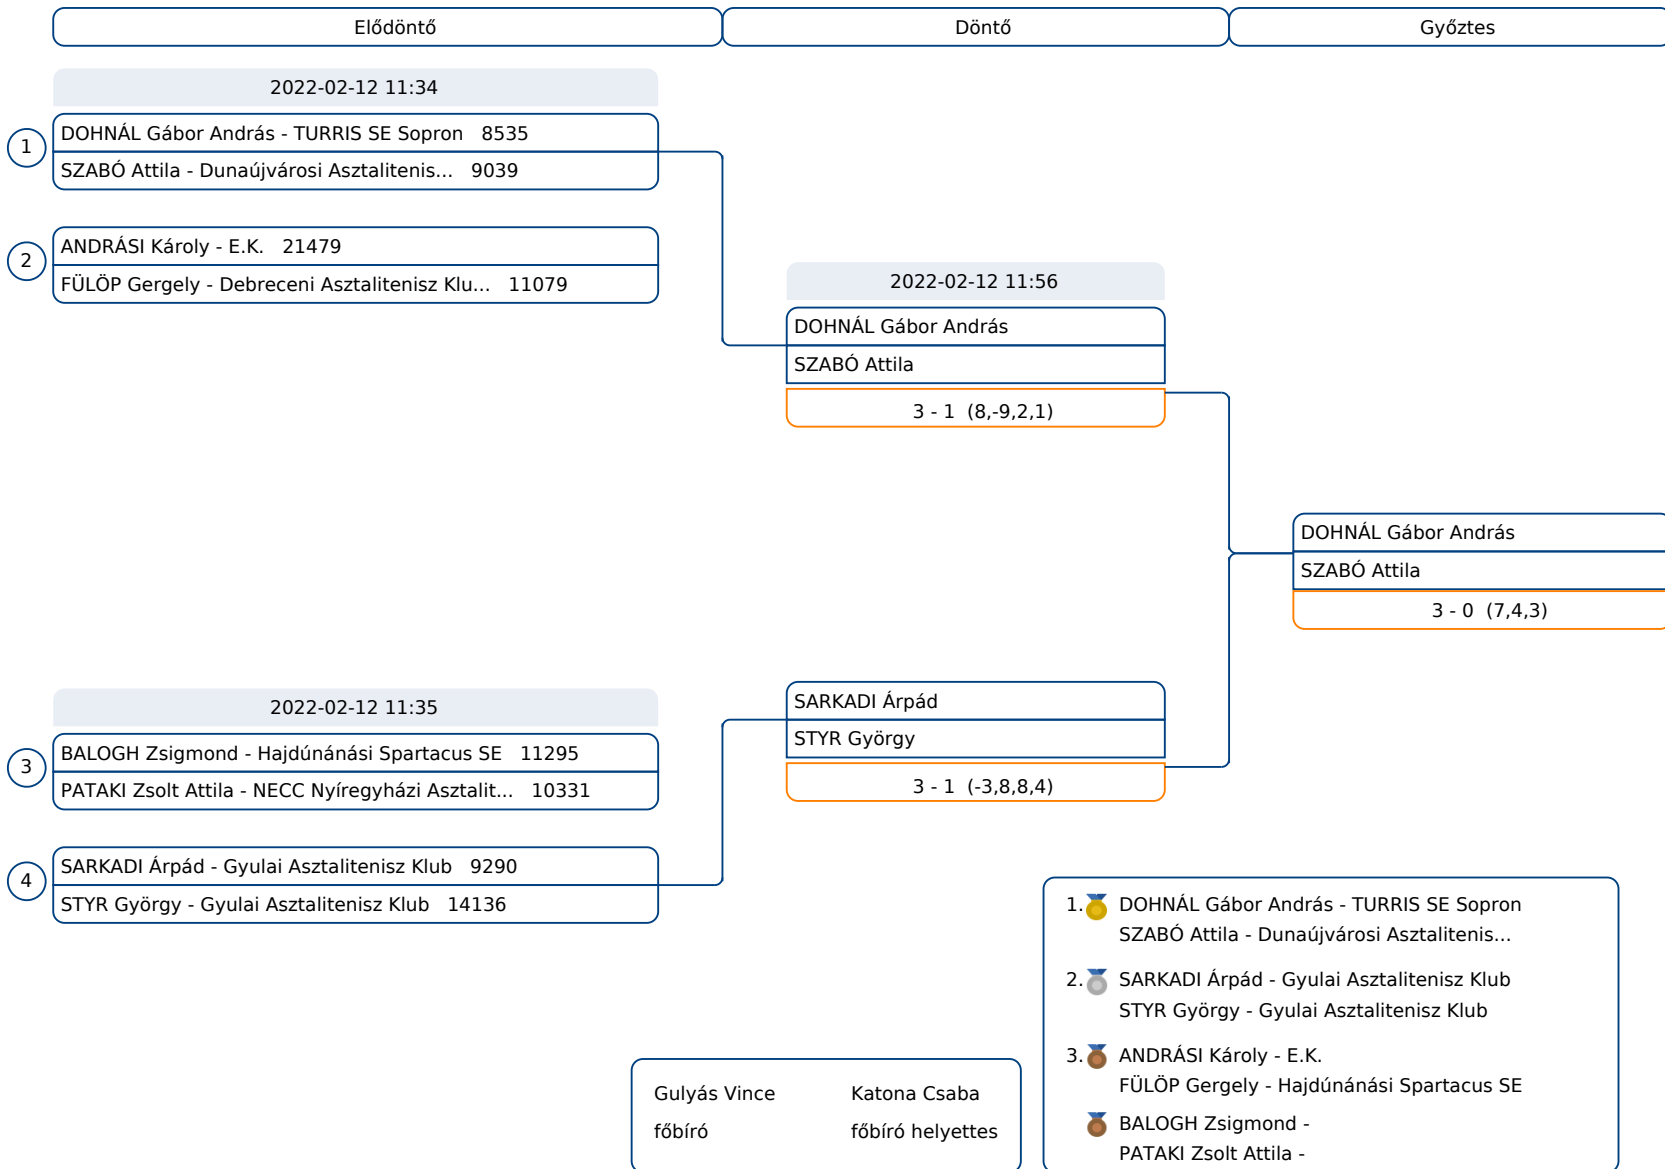 Elődöntő
Döntő
Győztes
2022-02-12 11:34
1
DOHNÁL Gábor András - TURRIS SE Sopron 8535
SZABÓ Attila - Dunaújvárosi Asztalitenis... 9039
2
ANDRÁSI Károly - E.K. 21479
FÜLÖP Gergely - Debreceni Asztalitenisz Klu... 11079
2022-02-12 11:56
DOHNÁL Gábor András
SZABÓ Attila
3 - 1 (8,-9,2,1)
DOHNÁL Gábor András
SZABÓ Attila
3 - 0 (7,4,3)
2022-02-12 11:35
3
BALOGH Zsigmond - Hajdúnánási Spartacus SE 11295
PATAKI Zsolt Attila - NECC Nyíregyházi Asztalit... 10331
SARKADI Árpád
STYR György
3 - 1 (-3,8,8,4)
4
SARKADI Árpád - Gyulai Asztalitenisz Klub 9290
STYR György - Gyulai Asztalitenisz Klub 14136
1. DOHNÁL Gábor András - TURRIS SE Sopron
SZABÓ Attila - Dunaújvárosi Asztalitenis...
2. SARKADI Árpád - Gyulai Asztalitenisz Klub
STYR György - Gyulai Asztalitenisz Klub
3. ANDRÁSI Károly - E.K.
FÜLÖP Gergely - Hajdúnánási Spartacus SE
BALOGH Zsigmond -
PATAKI Zsolt Attila -
Gulyás Vince
főbíró
Katona Csaba
főbíró helyettes